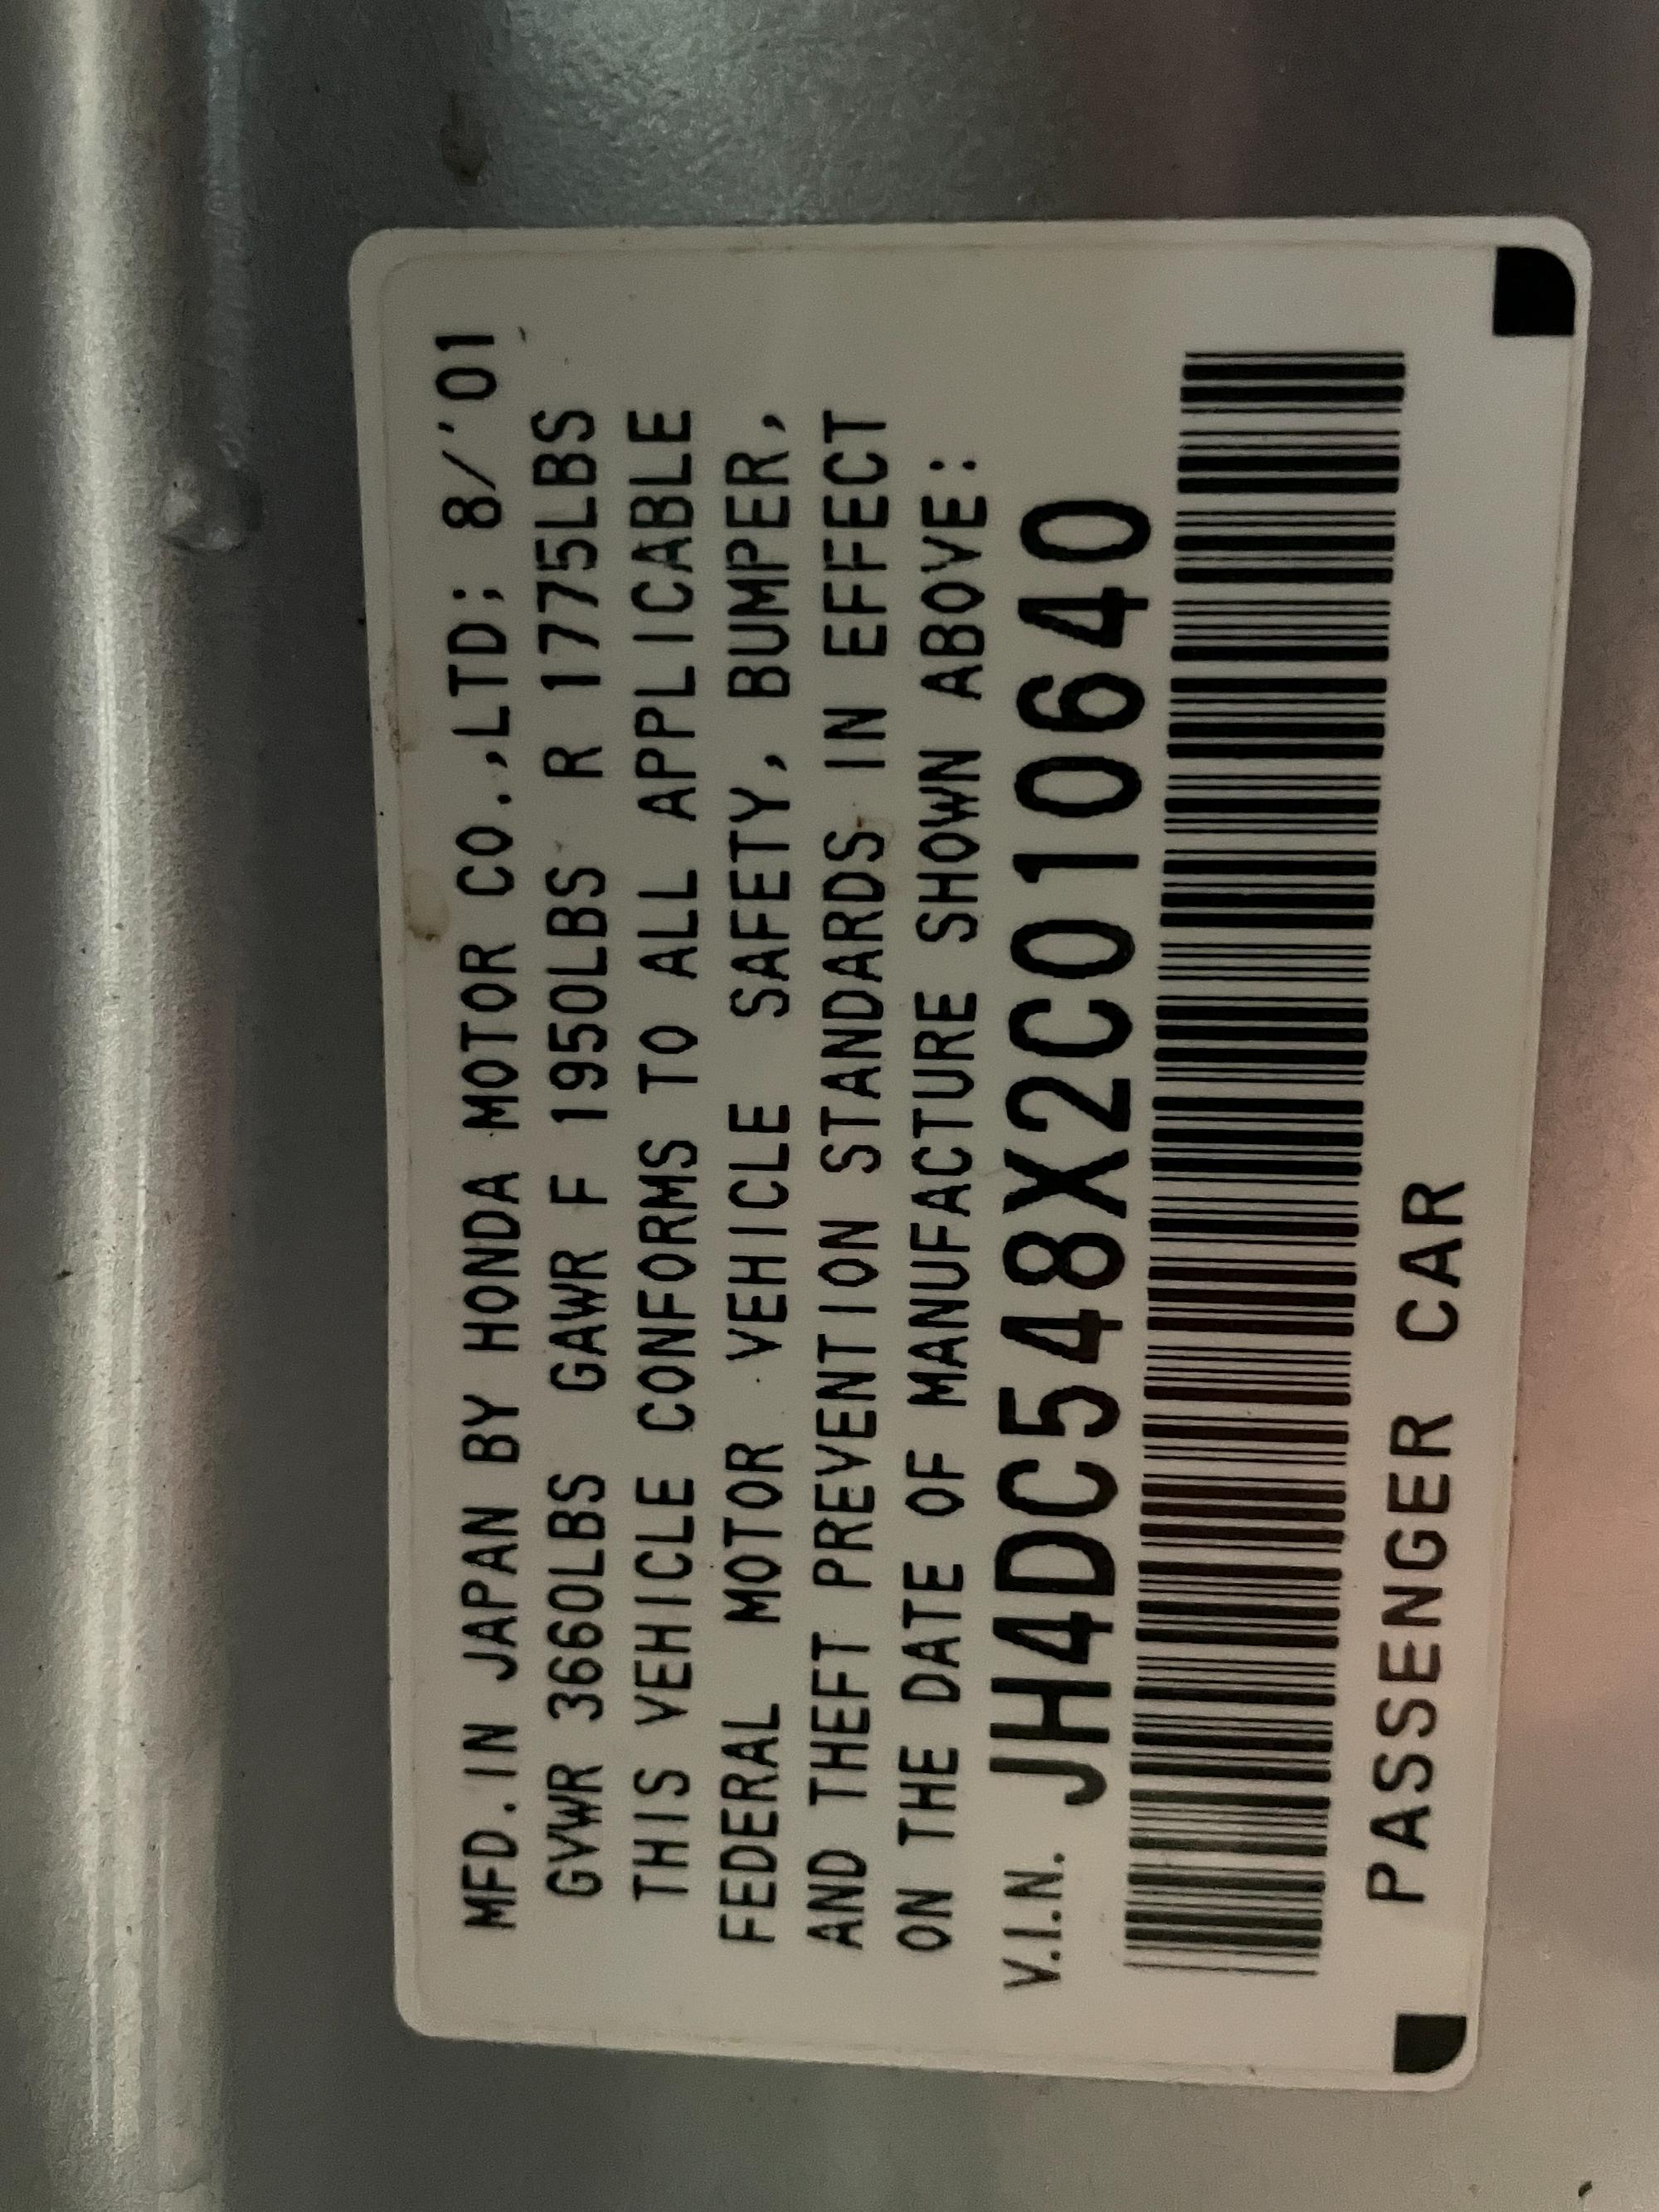 MFD.IN JAPAN BY HONDA MOTOR CO.,LTD; 8/'01
GVWR 3660LBS GAWR F 1950LBS R 1775LBS
THIS VEHICLE CONFORMS TO ALL APPLICABLE
FEDERAL MOTOR VEHICLE SAFETY, BUMPER,
AND THEFT PREVENTION STANDARDS IN EFFECT
ON THE DATE OF MANUFACTURE SHOWN ABOVE:
V.I.N. JH4DC548X2C010640
PASSENGER CAR